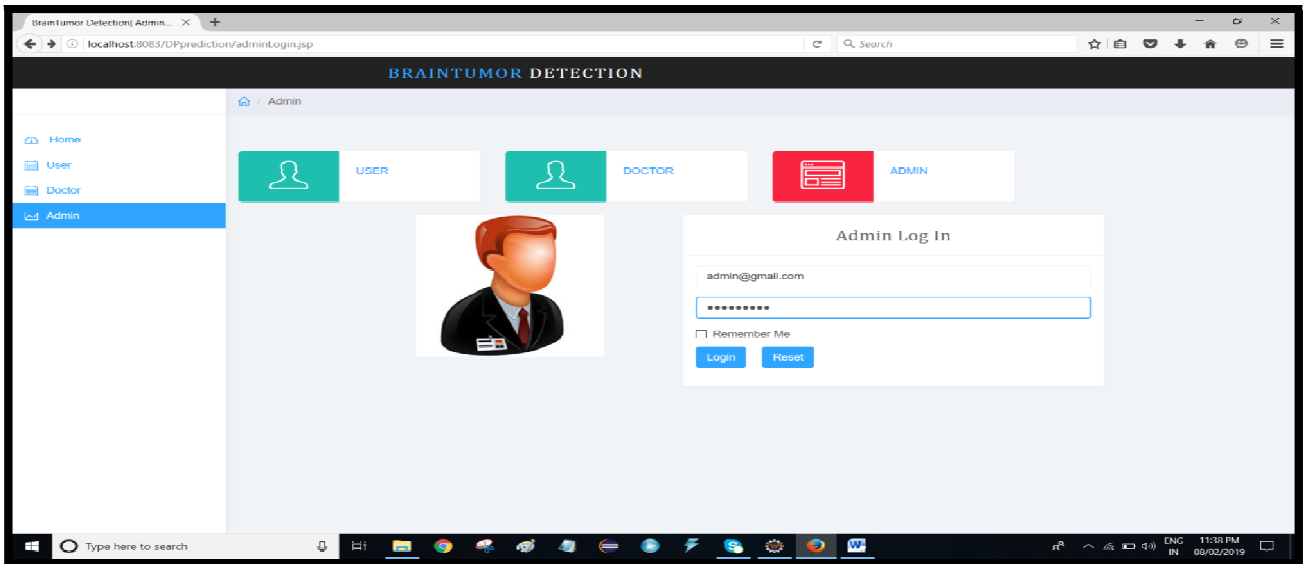 BrainTumor Detection| Admin...
localhost:8083/DPprediction/adminLogin.jsp
Search
BRAINTUMOR DETECTION
/ Admin
Home
User
Doctor
Admin
USER
DOCTOR
ADMIN
Admin Log In
admin@gmail.com
•••••••••
Remember Me
Login Reset
Type here to search
ENG 11:38 PM
IN 08/02/2019